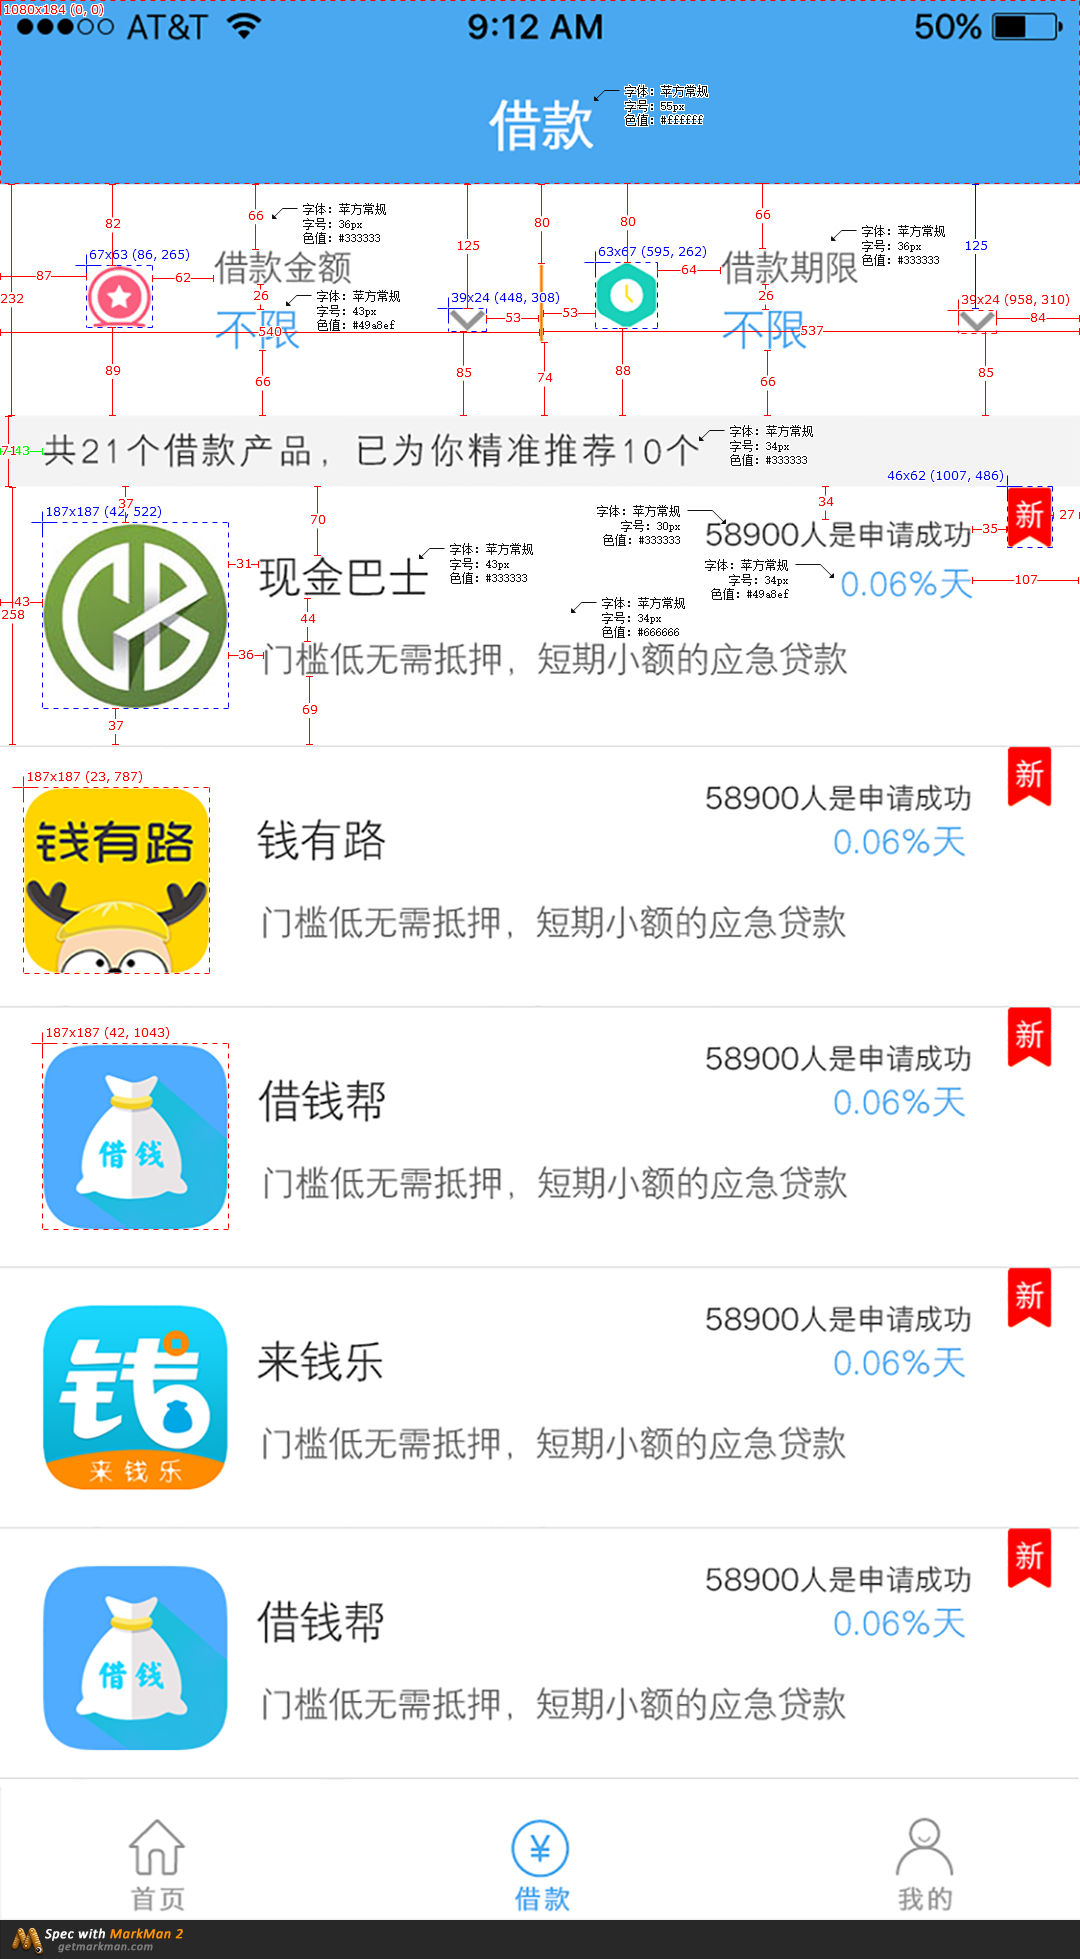 1080x184 (0, 0)
AT&T
9:12 AM
50%
借款
字体: 苹方常规
字号: 55px
色值: #ffffff
82
66
字体: 苹方常规
字号: 36px
色值: #333333
125
80
80
66
字体: 苹方常规
字号: 36px
色值: #333333
125
67x63 (86, 265)
借款金额
63x67 (595, 262)
借款期限
87
62
64
232
26
字体: 苹方常规
字号: 43px
色值: #49a8ef
39x24 (448, 308)
26
39x24 (958, 310)
不限
540
53
53
不限
537
84
89
66
85
74
88
66
85
71
43
共21个借款产品，已为你精准推荐10个
字体: 苹方常规
字号: 34px
色值: #333333
46x62 (1007, 486)
37
187x187 (42, 522)
70
34
字体: 苹方常规
字号: 30px
色值: #333333
58900人是申请成功
35
新
27
31
现金巴士
字体: 苹方常规
字号: 43px
色值: #333333
字体: 苹方常规
字号: 34px
色值: #49a8ef
0.06%天
107
43
258
44
字体: 苹方常规
字号: 34px
色值: #666666
36
门槛低无需抵押，短期小额的应急贷款
37
69
187x187 (23, 787)
钱有路
钱有路
58900人是申请成功
新
0.06%天
门槛低无需抵押，短期小额的应急贷款
187x187 (42, 1043)
借钱
借钱帮
58900人是申请成功
新
0.06%天
门槛低无需抵押，短期小额的应急贷款
钱
来钱乐
来钱乐
58900人是申请成功
新
0.06%天
门槛低无需抵押，短期小额的应急贷款
借钱
借钱帮
58900人是申请成功
新
0.06%天
门槛低无需抵押，短期小额的应急贷款
首页
¥
借款
我的
Spec with MarkMan 2
getmarkman.com